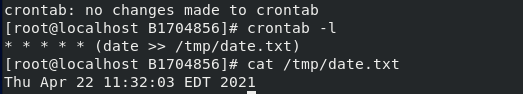 crontab: no changes made to crontab
[root@localhost B1704856]# crontab -l
* * * * * (date >> /tmp/date.txt)
[root@localhost B1704856]# cat /tmp/date.txt
Thu Apr 22 11:32:03 EDT 2021